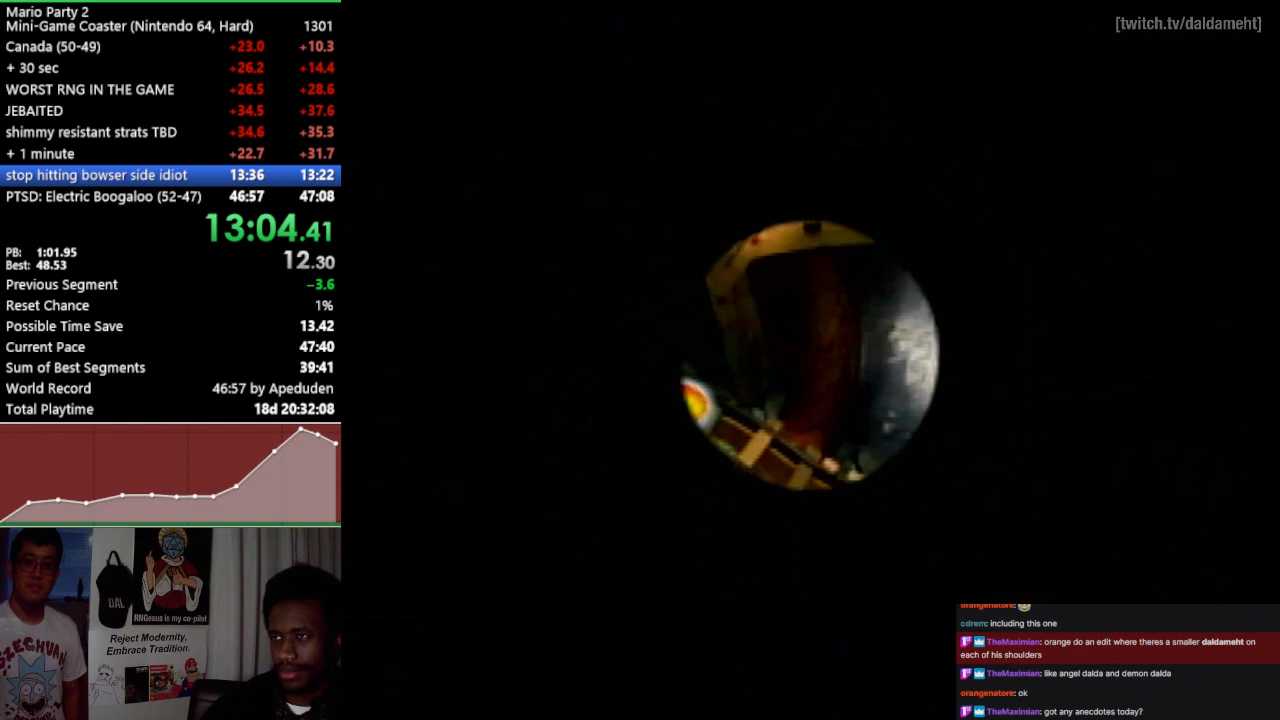 Mario Party 2
Mini-Game Coaster (Nintendo 64, Hard) 1301
Canada (50-49) +23.0 +10.3
+ 30 sec +26.2 +14.4
WORST RNG IN THE GAME +26.5 +28.6
JEBAITED +34.5 +37.6
shimmy resistant strats TBD +34.6 +35.3
+ 1 minute +22.7 +31.7
stop hitting bowser side idiot 13:36 13:22
PTSD: Electric Boogaloo (52-47) 46:57 47:08
13:04.41
PB: 1:01.95
Best: 48.53
12.30
Previous Segment −3.6
Reset Chance 1%
Possible Time Save 13.42
Current Pace 47:40
Sum of Best Segments 39:41
World Record 46:57 by Apeduden
Total Playtime 18d 20:32:08
[twitch.tv/daldameht]
DAL
RNGesus is my co-pilot
Reject Modernity,
Embrace Tradition.
SZECHUAN
orangenatore:
cdrem: including this one
TheMaximian: orange do an edit where theres a smaller daldameht on
each of his shoulders
TheMaximian: like angel dalda and demon dalda
orangenatore: ok
TheMaximian: got any anecdotes today?